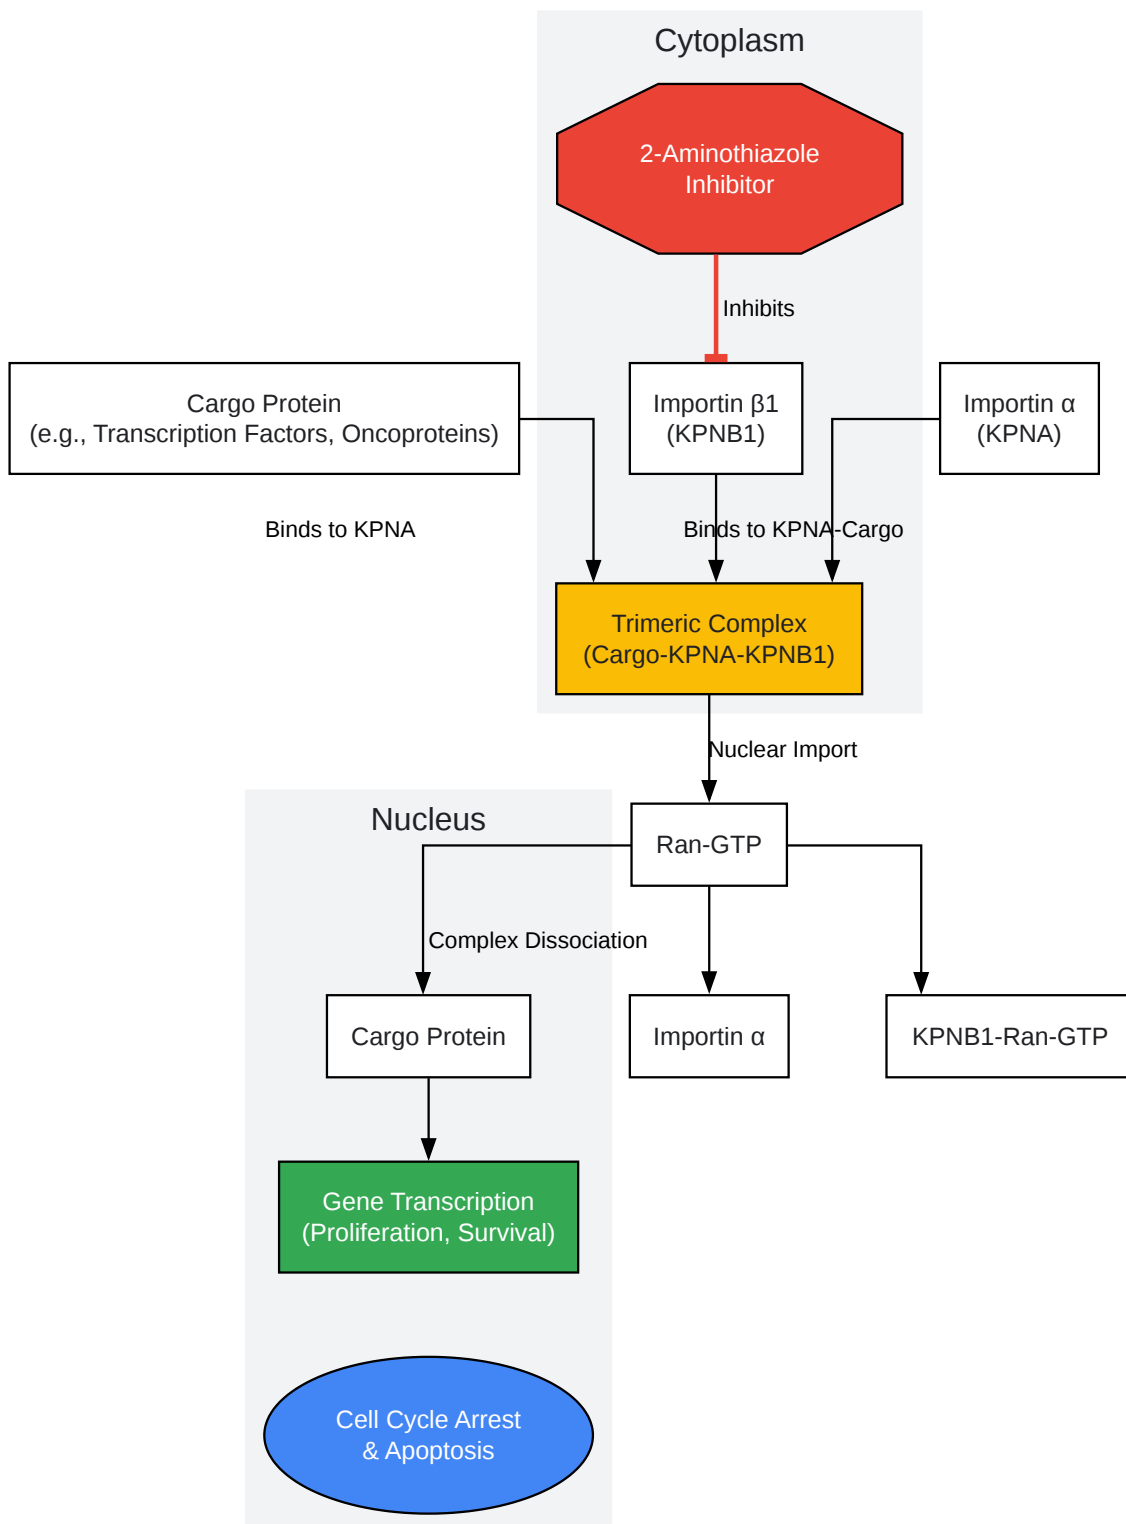 Cytoplasm
2-Aminothiazole
Inhibitor
Inhibits
Cargo Protein
(e.g., Transcription Factors, Oncoproteins)
Importin β1
(KPNB1)
Importin α
(KPNA)
Binds to KPNA
Binds to KPNA-Cargo
Trimeric Complex
(Cargo-KPNA-KPNB1)
Nuclear Import
Nucleus
Ran-GTP
Complex Dissociation
Cargo Protein
Importin α
KPNB1-Ran-GTP
Gene Transcription
(Proliferation, Survival)
Cell Cycle Arrest
& Apoptosis